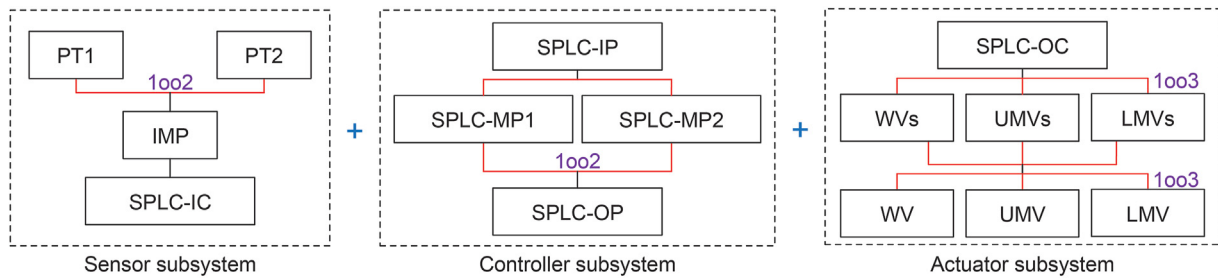 PT1
PT2
1oo2
IMP
SPLC-IC
Sensor subsystem
+
SPLC-IP
SPLC-MP1
SPLC-MP2
1oo2
SPLC-OP
Controller subsystem
+
SPLC-OC
1oo3
WVs
UMVs
LMVs
1oo3
WV
UMV
LMV
Actuator subsystem